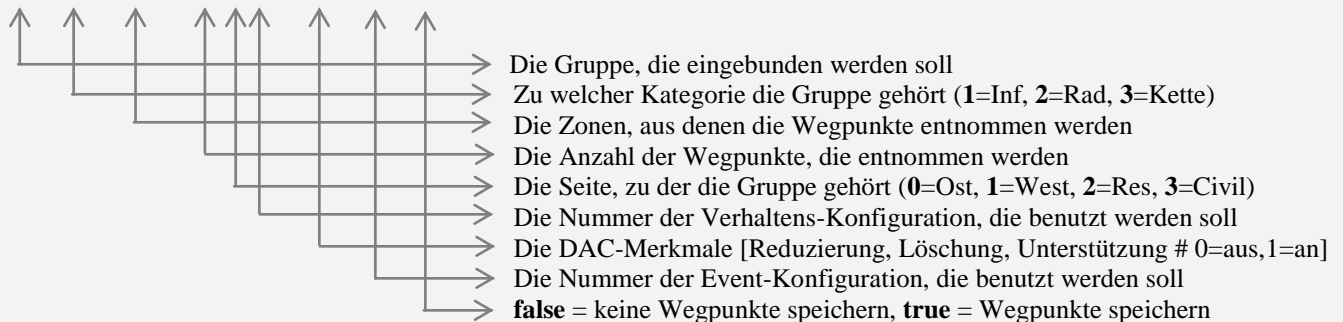 Die Gruppe, die eingebunden werden soll
Zu welcher Kategorie die Gruppe gehört (1=Inf, 2=Rad, 3=Kette)
Die Zonen, aus denen die Wegpunkte entnommen werden
Die Anzahl der Wegpunkte, die entnommen werden
Die Seite, zu der die Gruppe gehört (0=Ost, 1=West, 2=Res, 3=Civil)
Die Nummer der Verhaltens-Konfiguration, die benutzt werden soll
Die DAC-Merkmale [Reduzierung, Löschung, Unterstützung # 0=aus,1=an]
Die Nummer der Event-Konfiguration, die benutzt werden soll
false = keine Wegpunkte speichern, true = Wegpunkte speichern